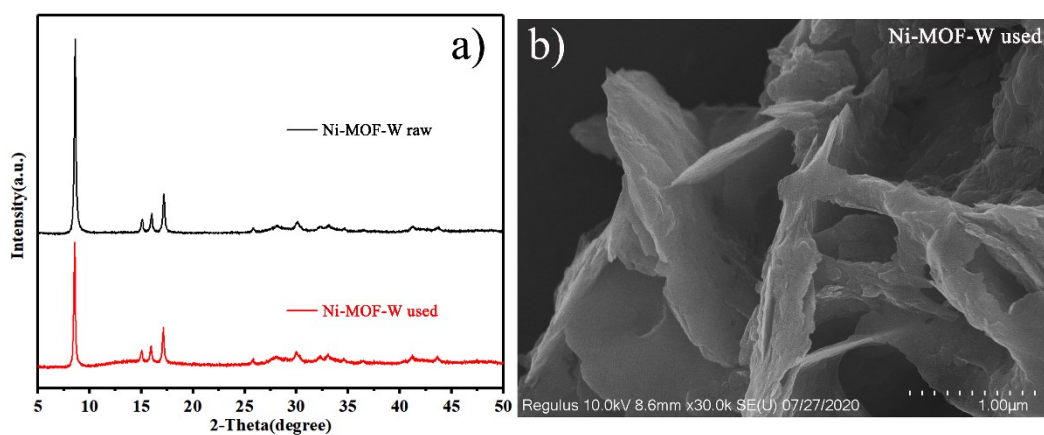 a)
Ni-MOF-W raw
Ni-MOF-W used
Intensity(a.u.)
5 10 15 20 25 30 35 40 45 50
2-Theta(degree)
b)
Ni-MOF-W used
Regulus 10.0kV 8.6mm x30.0k SE(U) 07/27/2020
1.00μm